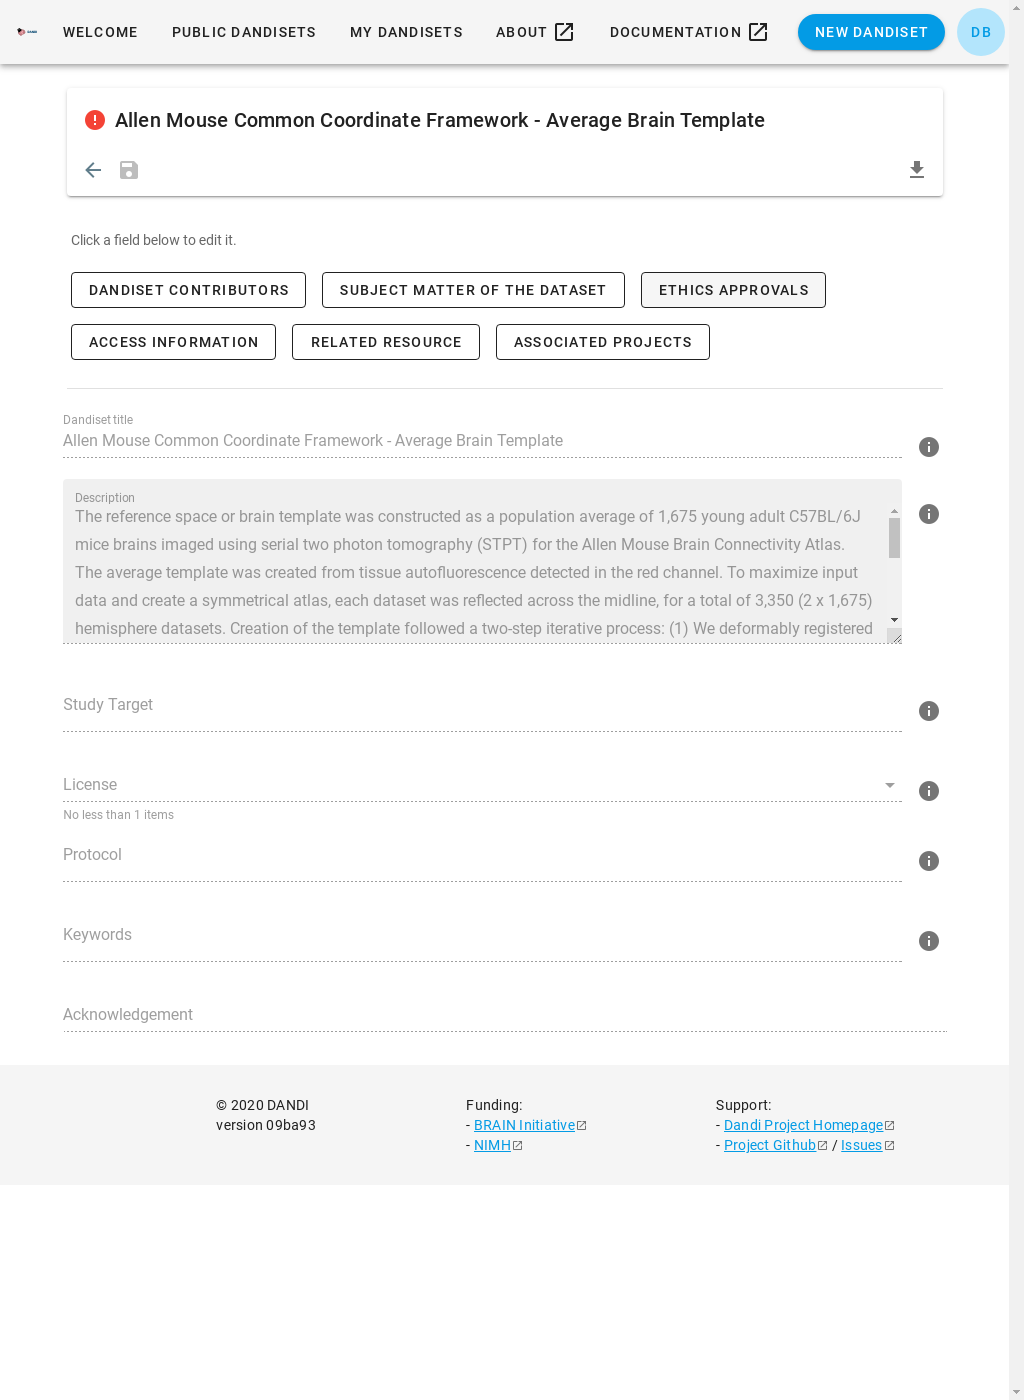 WELCOME PUBLIC DANDISETS MY DANDISETS ABOUT DOCUMENTATION NEW DANDISET DB
Allen Mouse Common Coordinate Framework - Average Brain Template
Click a field below to edit it.
DANDISET CONTRIBUTORS SUBJECT MATTER OF THE DATASET ETHICS APPROVALS
ACCESS INFORMATION RELATED RESOURCE ASSOCIATED PROJECTS
Dandiset title
Allen Mouse Common Coordinate Framework - Average Brain Template
Description
The reference space or brain template was constructed as a population average of 1,675 young adult C57BL/6J
mice brains imaged using serial two photon tomography (STPT) for the Allen Mouse Brain Connectivity Atlas.
The average template was created from tissue autofluorescence detected in the red channel. To maximize input
data and create a symmetrical atlas, each dataset was reflected across the midline, for a total of 3,350 (2 x 1,675)
hemisphere datasets. Creation of the template followed a two-step iterative process: (1) We deformably registered
Study Target
License
No less than 1 items
Protocol
Keywords
Acknowledgement
© 2020 DANDI
version 09ba93
Funding:
- BRAIN Initiative
- NIMH
Support:
- Dandi Project Homepage
- Project Github / Issues